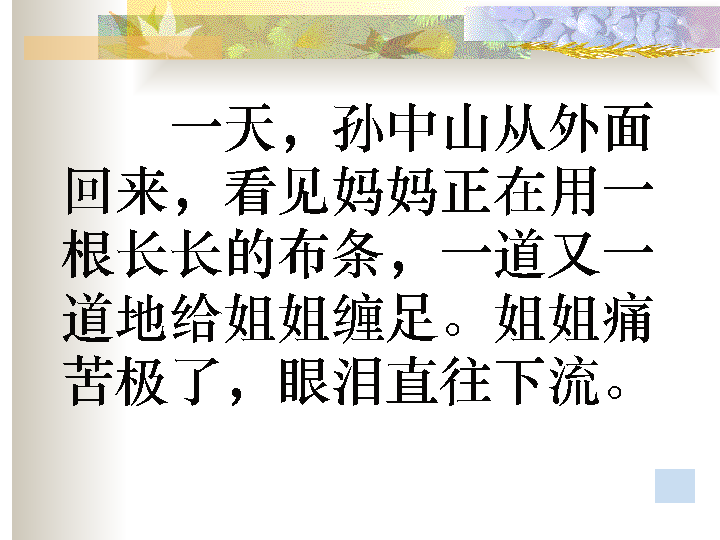 一天，孙中山从外面
回来，看见妈妈正在用一
根长长的布条，一道又一
道地给姐姐缠足。姐姐痛
苦极了，眼泪直往下流。